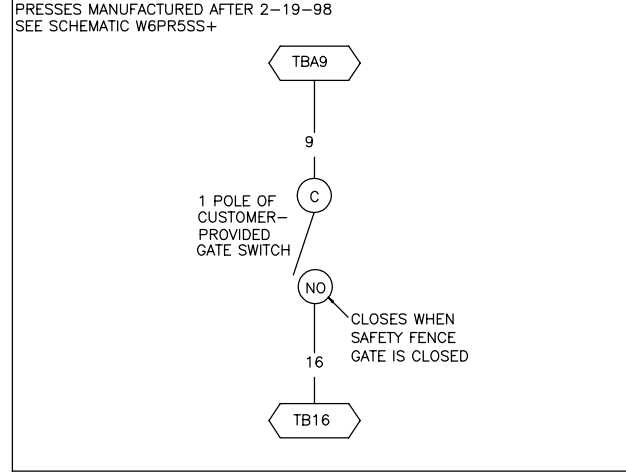 PRESSES MANUFACTURED AFTER 2-19-98
SEE SCHEMATIC W6PR5SS+
TBA9
9
C
1 POLE OF
CUSTOMER-
PROVIDED
GATE SWITCH
NO
CLOSES WHEN
SAFETY FENCE
GATE IS CLOSED
16
TB16